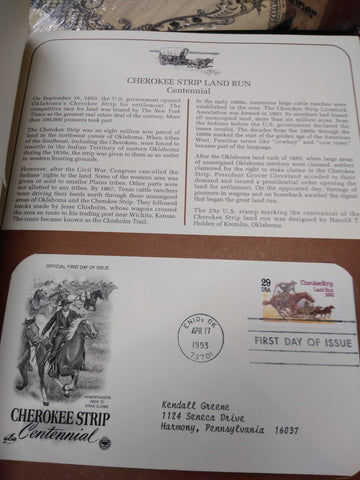 CHEROKEE STRIP LAND RUN
Centennial
On September 16, 1893, the U.S. government opened
Oklahoma's Cherokee Strip for settlement. The
competitive race for land was touted by The New York
Times as the greatest real estate deal of the century. More
than 100,000 pioneers took part.
The Cherokee Strip was an eight million acre parcel of
land in the northwest corner of Oklahoma. When tribes
of the Southeast, including the Cherokees, were forced to
resettle in the Indian Territory of eastern Oklahoma
during the 1830s, the strip was given to them as an outlet
to western hunting grounds.
However, after the Civil War, Congress cancelled the
Indians' right to the land. Some of the western area was
given or sold to smaller Plains tribes. Other parts were
not allotted to any tribes. By 1867, Texas cattle ranchers
were driving their herds north through these unassigned
areas of Oklahoma and the Cherokee Strip. They followed
tracks made by Jesse Chisholm, whose wagons crossed
the area en route to his trading post near Wichita, Kansas.
The route became known as the Chisholm Trail.
In the early 1880s, numerous large cattle ranches were
established in the area. The Cherokee Strip Livestock
Association was formed in 1883. Its members had leased
all unoccupied land, more than six million acres, from
the Indians before the U.S. government declared the
leases invalid. The decades from the 1860s through the
1880s marked the start of the golden age of the American
West. Familiar terms like "cowboy" and "cow town"
became part of the language.
After the Oklahoma land rush of 1889, when large areas
of unassigned Oklahoma territory were claimed, settlers
clamored for the right to stake claims in the Cherokee
Strip. President Grover Cleveland acceded to their
demand and issued a presidential order opening the
land for settlement. On the appointed day, throngs of
pioneers in wagons and on horseback awaited the signal
that began the great land run.
The 29¢ U.S. stamp marking the centennial of the
Cherokee Strip Land Run was designed by Harold T.
Holden of Kremlin, Oklahoma.
OFFICIAL FIRST DAY OF ISSUE
HOMESTEADERS
RACE TO
STAKE CLAIMS
CHEROKEE STRIP
Centennial
ENID, OK
APR 17
1993
73701
29
USA
Cherokee Strip
Land Run
1893
FIRST DAY OF ISSUE
Kendall Greene
1124 Seneca Drive
Harmony, Pennsylvania 16037